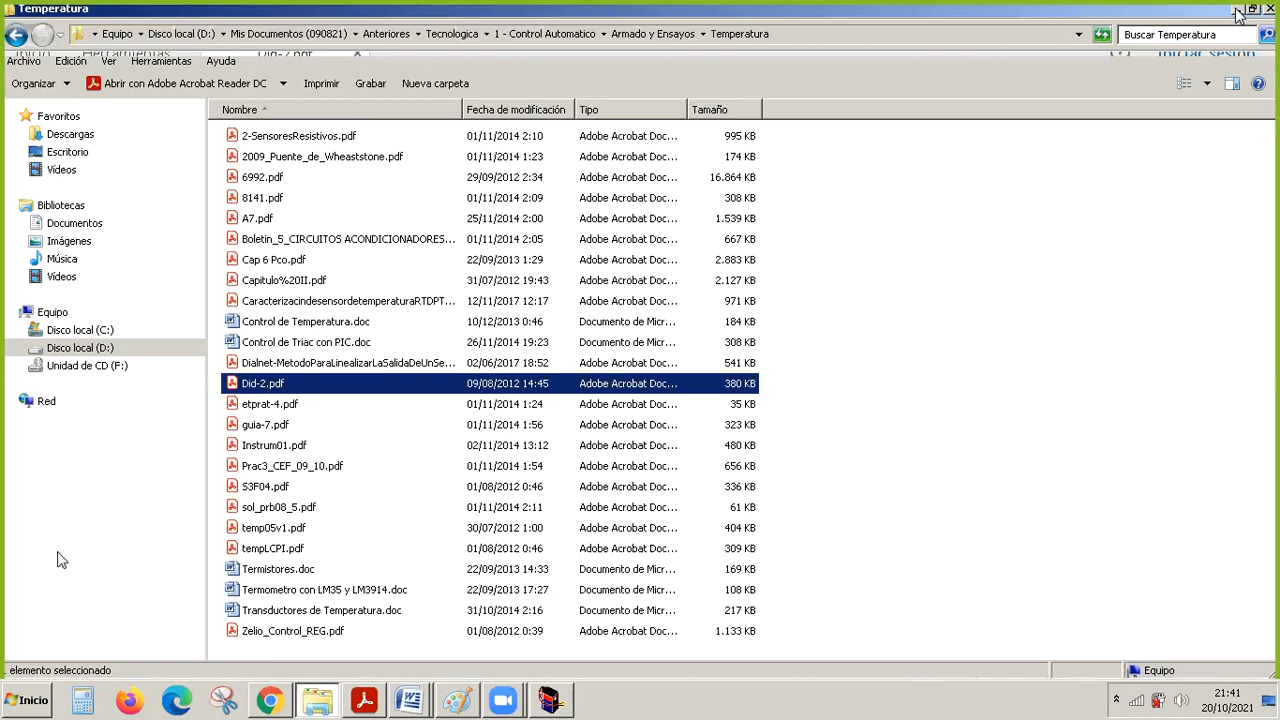 Temperatura
Equipo Disco local (D:) Mis Documentos (090821) Anteriores Tecnologica 1 - Control Automatico Armado y Ensayos Temperatura
Buscar Temperatura
Archivo Edición Ver Herramientas Ayuda
Organizar Abrir con Adobe Acrobat Reader DC Imprimir Grabar Nueva carpeta
Nombre Fecha de modificación Tipo Tamaño
Favoritos
Descargas
Escritorio
Vídeos
Bibliotecas
Documentos
Imágenes
Música
Vídeos
Equipo
Disco local (C:)
Disco local (D:)
Unidad de CD (F:)
Red
2-SensoresResistivos.pdf 01/11/2014 2:10 Adobe Acrobat Doc... 995 KB
2009_Puente_de_Wheaststone.pdf 01/11/2014 1:23 Adobe Acrobat Doc... 174 KB
6992.pdf 29/09/2012 2:34 Adobe Acrobat Doc... 16.864 KB
8141.pdf 01/11/2014 2:09 Adobe Acrobat Doc... 308 KB
A7.pdf 25/11/2014 2:00 Adobe Acrobat Doc... 1.539 KB
Boletin_5_CIRCUITOS ACONDICIONADORES... 01/11/2014 2:05 Adobe Acrobat Doc... 667 KB
Cap 6 Pco.pdf 22/09/2013 1:29 Adobe Acrobat Doc... 2.883 KB
Capitulo%20II.pdf 31/07/2012 19:43 Adobe Acrobat Doc... 2.127 KB
CaracterizacindesensordetemperaturaRTDPT... 12/11/2017 12:17 Adobe Acrobat Doc... 971 KB
Control de Temperatura.doc 10/12/2013 0:46 Documento de Micr... 184 KB
Control de Triac con PIC.doc 26/11/2014 19:23 Documento de Micr... 308 KB
Dialnet-MetodoParaLinealizarLaSalidaDeUnSe... 02/06/2017 18:52 Adobe Acrobat Doc... 541 KB
Did-2.pdf 09/08/2012 14:45 Adobe Acrobat Doc... 380 KB
etprat-4.pdf 01/11/2014 1:24 Adobe Acrobat Doc... 35 KB
guia-7.pdf 01/11/2014 1:56 Adobe Acrobat Doc... 323 KB
Instrum01.pdf 02/11/2014 13:12 Adobe Acrobat Doc... 480 KB
Prac3_CEF_09_10.pdf 01/11/2014 1:54 Adobe Acrobat Doc... 656 KB
S3F04.pdf 01/08/2012 0:46 Adobe Acrobat Doc... 336 KB
sol_prb08_5.pdf 01/11/2014 2:11 Adobe Acrobat Doc... 61 KB
temp05v1.pdf 30/07/2012 1:00 Adobe Acrobat Doc... 404 KB
tempLCPI.pdf 01/08/2012 0:46 Adobe Acrobat Doc... 309 KB
Termistores.doc 22/09/2013 14:33 Documento de Micr... 169 KB
Termometro con LM35 y LM3914.doc 22/09/2013 17:27 Documento de Micr... 108 KB
Transductores de Temperatura.doc 31/10/2014 2:16 Documento de Micr... 217 KB
Zelio_Control_REG.pdf 01/08/2012 0:39 Adobe Acrobat Doc... 1.133 KB
elemento seleccionado Equipo
Inicio
21:41
20/10/2021